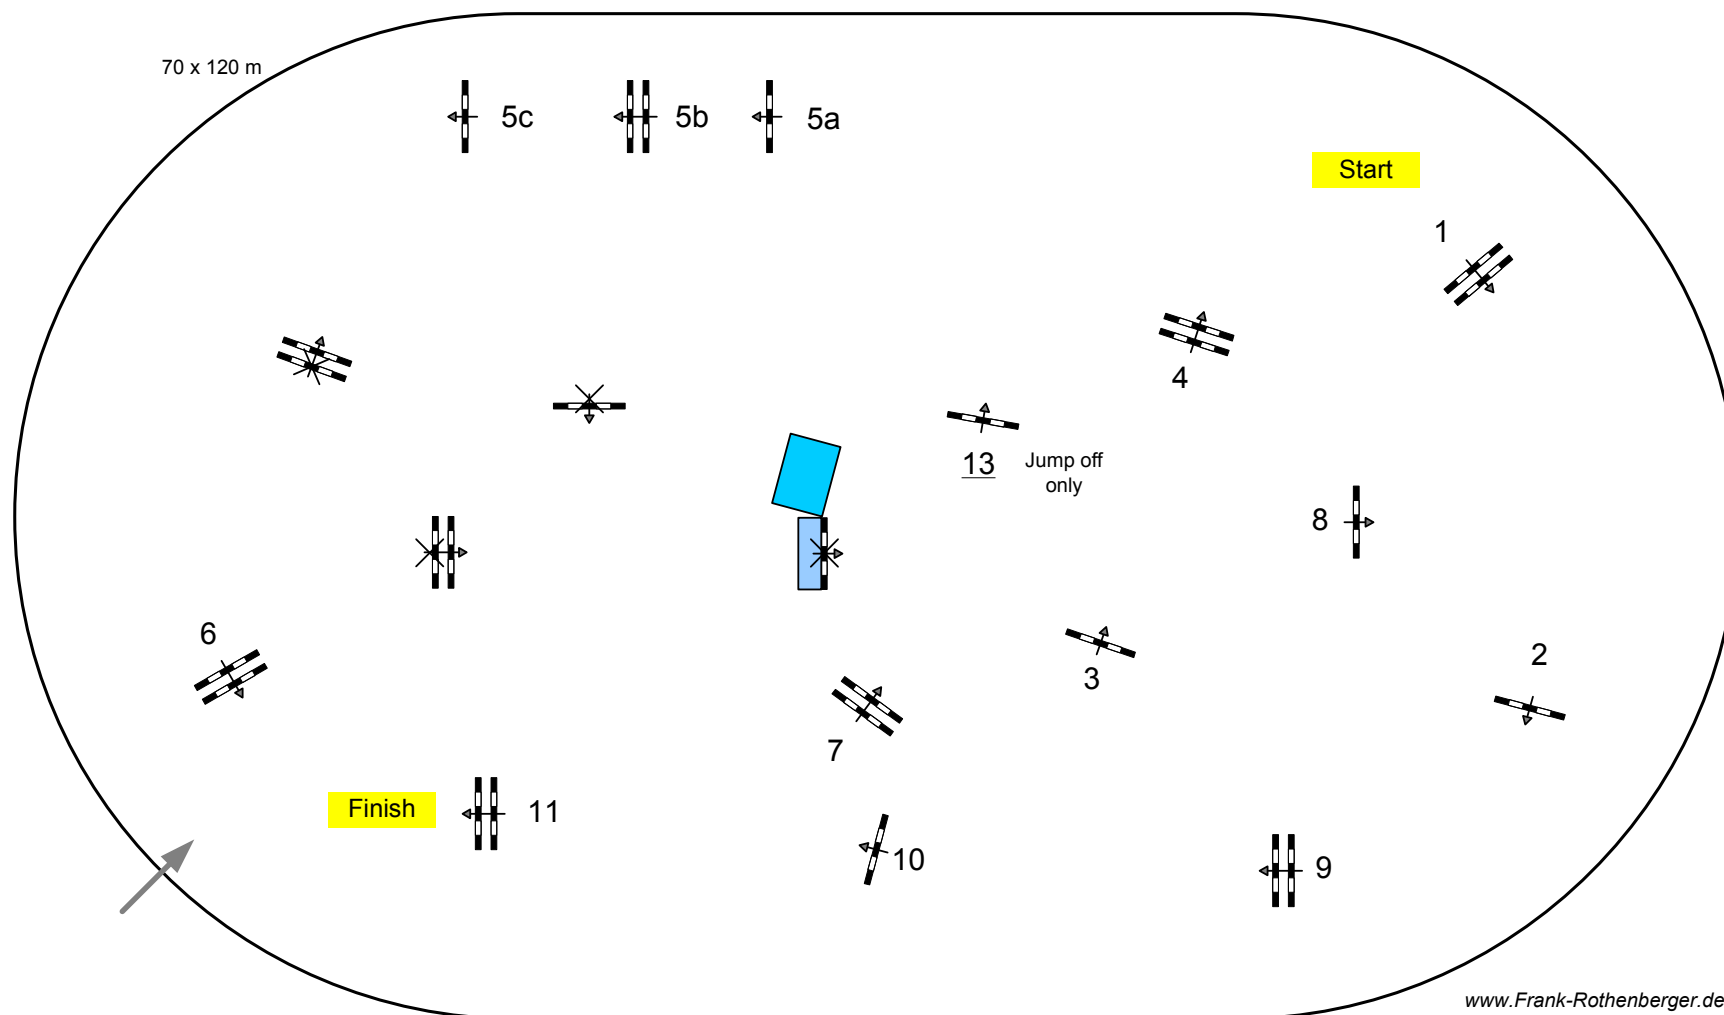 70 x 120 m
5c
5b
5a
Start
1
4
13
Jump off
only
8
6
3
2
7
Finish
11
10
9
www.Frank-Rothenberger.de